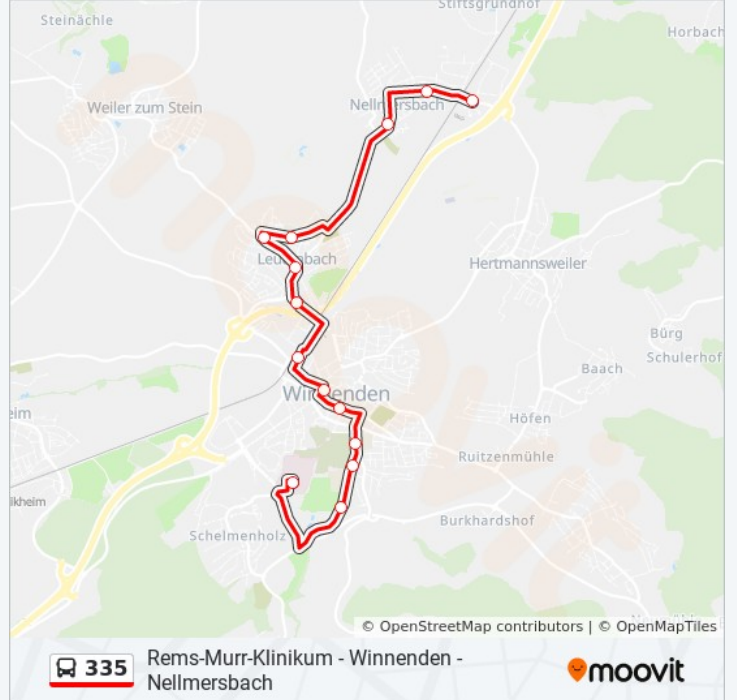 Stiftsgrundhof
Steinächle
Horbach
Weiler zum Stein
Nellmersbach
Leutenbach
Hertmannsweiler
Bürg
Schulerhof
Baach
Winnenden
Höfen
eim
Ruitzenmühle
ikheim
Burkhardshof
Schelmenholz
© OpenStreetMap contributors | © OpenMapTiles
335
Rems-Murr-Klinikum - Winnenden -
Nellmersbach
moovit